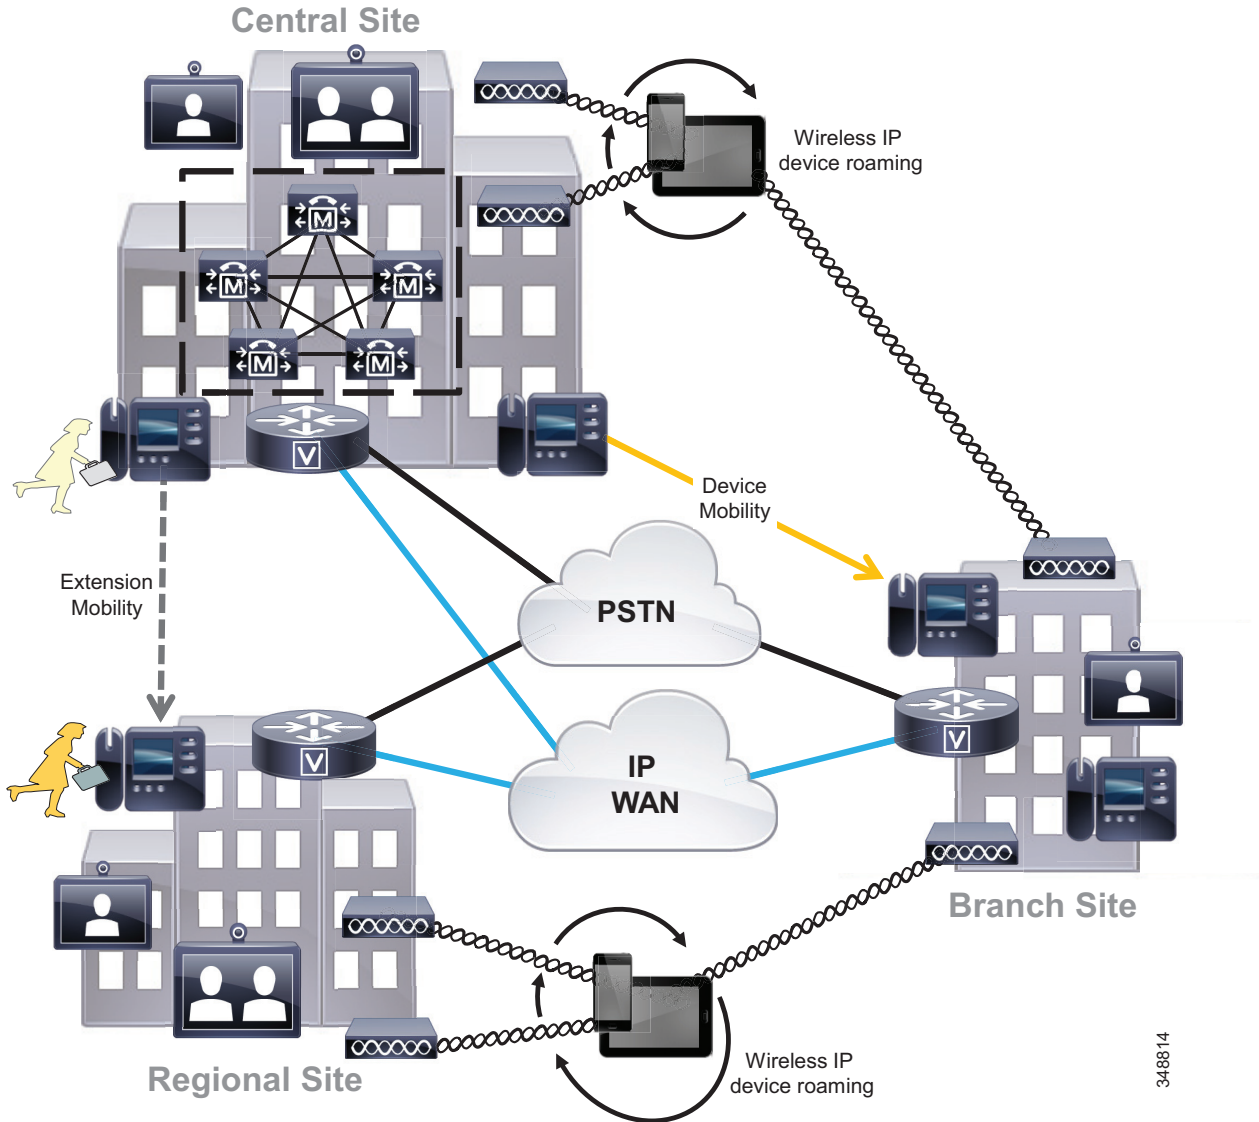 Central Site
Wireless IP
device roaming
M
M
M
M
M
V
Device
Mobility
Extension
Mobility
PSTN
V
V
IP
WAN
Branch Site
Regional Site
Wireless IP
device roaming
348814